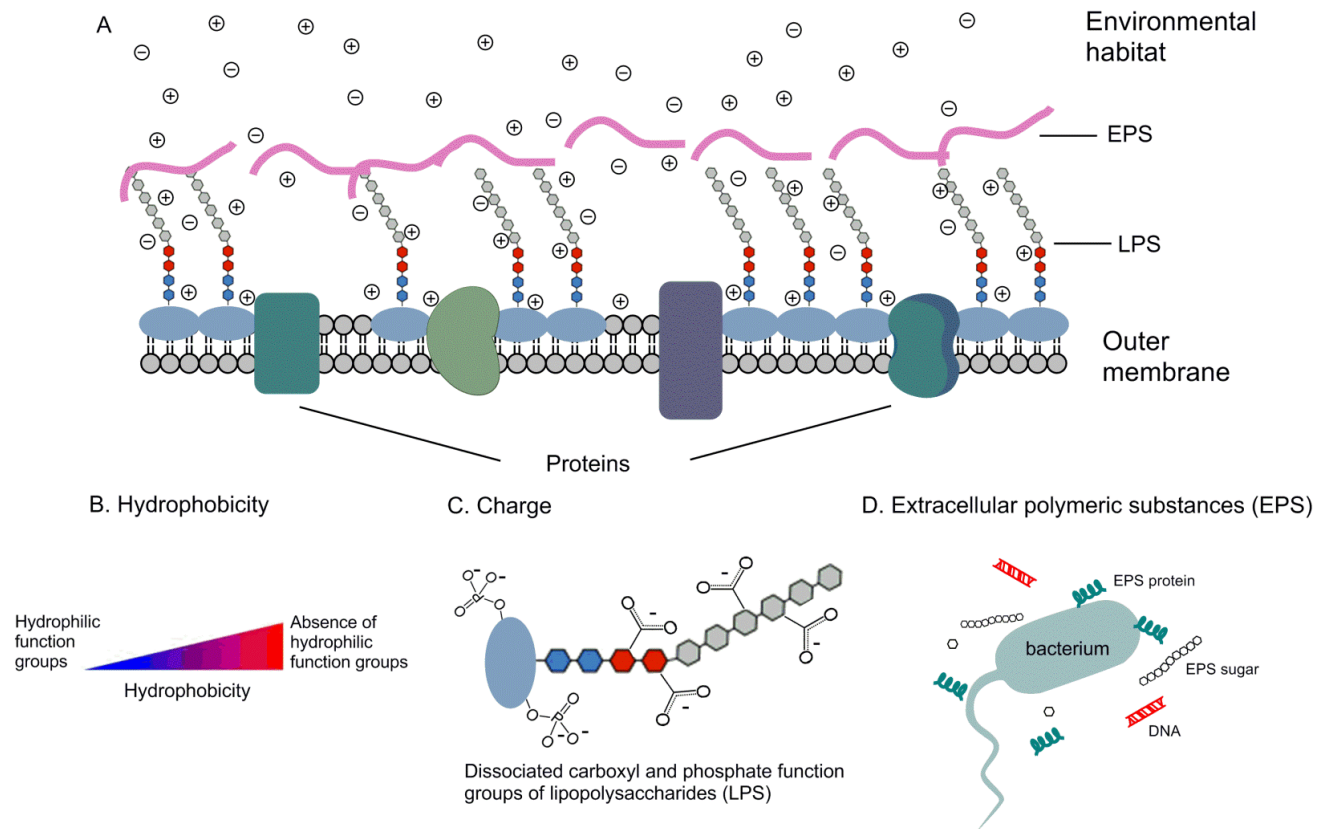 A
Environmental
habitat
EPS
LPS
Outer
membrane
Proteins
B. Hydrophobicity
Hydrophilic
function
groups
Absence of
hydrophilic
function groups
Hydrophobicity
C. Charge
O
O
P
O
O
O
O
O
O
O
O
O
O
O
O
P
O
O
O
Dissociated carboxyl and phosphate function
groups of lipopolysaccharides (LPS)
D. Extracellular polymeric substances (EPS)
EPS protein
bacterium
EPS sugar
DNA